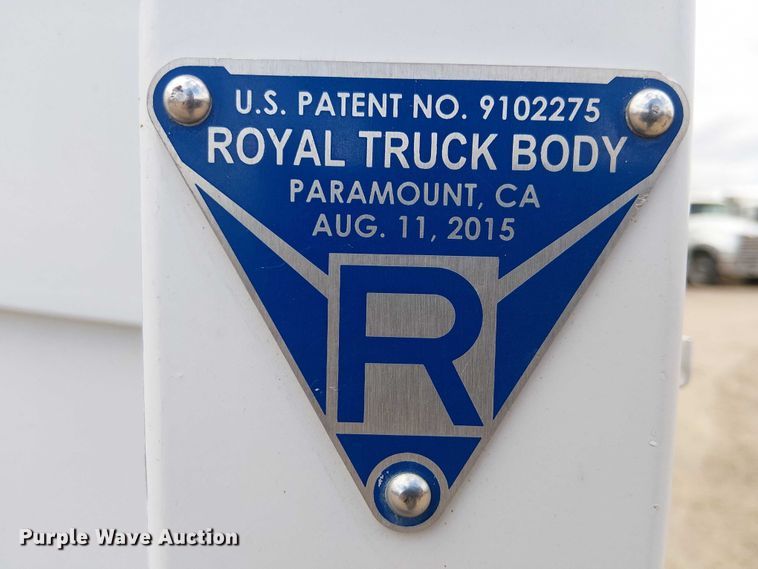 U.S. PATENT NO. 9102275
ROYAL TRUCK BODY
PARAMOUNT, CA
AUG. 11, 2015
R
Purple Wave Auction